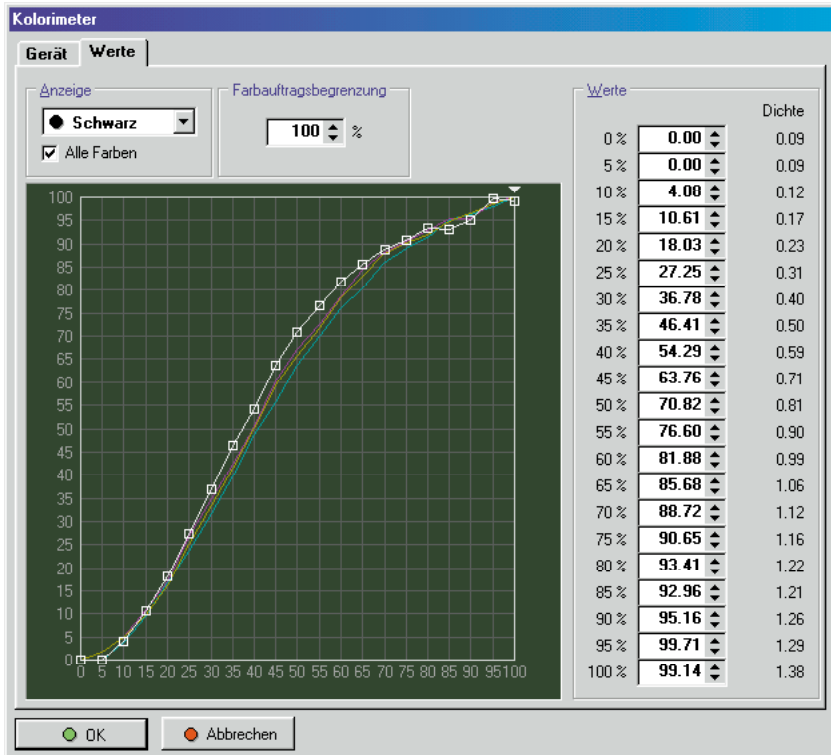 Kolorimeter
Gerät Werte
Anzeige
Schwarz
Alle Farben
Farbauftragsbegrenzung
100 %
100
95
90
85
80
75
70
65
60
55
50
45
40
35
30
25
20
15
10
5
0
0 5 10 15 20 25 30 35 40 45 50 55 60 65 70 75 80 85 90 95 100
Werte
Dichte
0 % 0.00 0.09
5 % 0.00 0.09
10 % 4.08 0.12
15 % 10.61 0.17
20 % 18.03 0.23
25 % 27.25 0.31
30 % 36.78 0.40
35 % 46.41 0.50
40 % 54.29 0.59
45 % 63.76 0.71
50 % 70.82 0.81
55 % 76.60 0.90
60 % 81.88 0.99
65 % 85.68 1.06
70 % 88.72 1.12
75 % 90.65 1.16
80 % 93.41 1.22
85 % 92.96 1.21
90 % 95.16 1.26
95 % 99.71 1.29
100 % 99.14 1.38
OK
Abbrechen